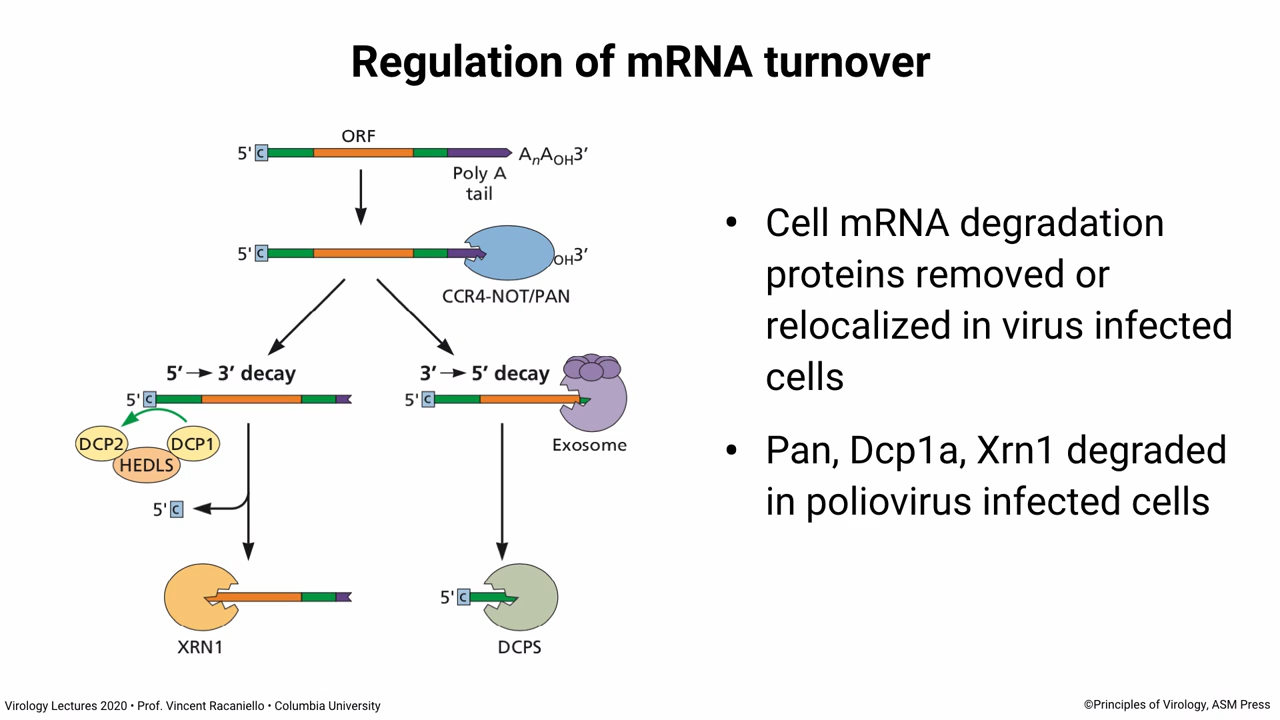 Regulation of mRNA turnover
ORF
5' C AnAOH3'
Poly A
tail
5' C OH3'
CCR4-NOT/PAN
5’ → 3’ decay
3’ → 5’ decay
5' C
5' C
DCP2 DCP1
HEDLS
Exosome
5' C
5' C
XRN1
DCPS
• Cell mRNA degradation
proteins removed or
relocalized in virus infected
cells
• Pan, Dcp1a, Xrn1 degraded
in poliovirus infected cells
Virology Lectures 2020 • Prof. Vincent Racaniello • Columbia University
©Principles of Virology, ASM Press